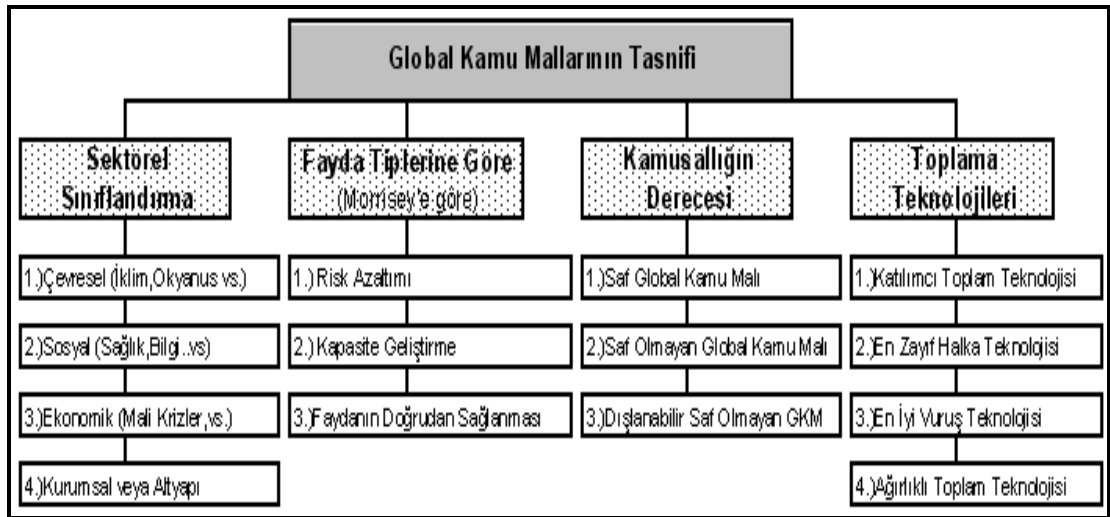 Global Kamu Mallarının Tasnifi
Sektörel
Sınıflandırma
1.)Çevresel (İklim,Okyanus vs.)
2.)Sosyal (Sağlık,Bilgi..vs)
3.)Ekonomik (Mali Krizler,vs.)
4.)Kurumsal veya Altyapı
Fayda Tiplerine Göre
(Morrisey'e göre)
1.) Risk Azaltımı
2.) Kapasite Geliştirme
3.)Faydanın Doğrudan Sağlanması
Kamusallığın
Derecesi
1.)Saf Global Kamu Malı
2.)Saf Olmayan Global Kamu Malı
3.)Dışlanabilir Saf Olmayan GKM
Toplama
Teknolojileri
1.)Katılımcı Toplam Teknolojisi
2.)En Zayıf Halka Teknolojisi
3.)En İyi Vuruş Teknolojisi
4.)Ağırlıklı Toplam Teknolojisi